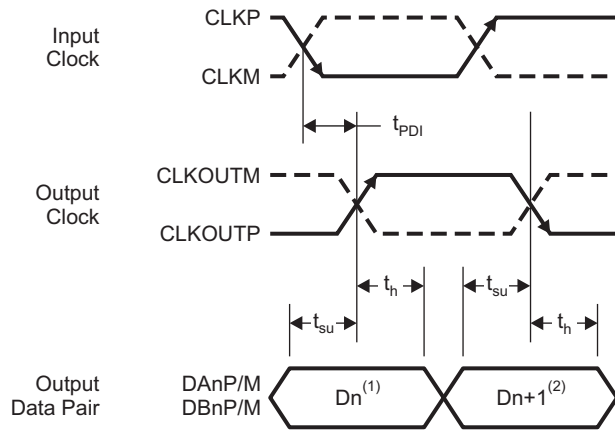 Input
Clock
CLKP
CLKM
tPDI
Output
Clock
CLKOUTM
CLKOUTP
tsu
th
tsu
th
Output
Data Pair
DAnP/M
DBnP/M
Dn(1)
Dn+1(2)